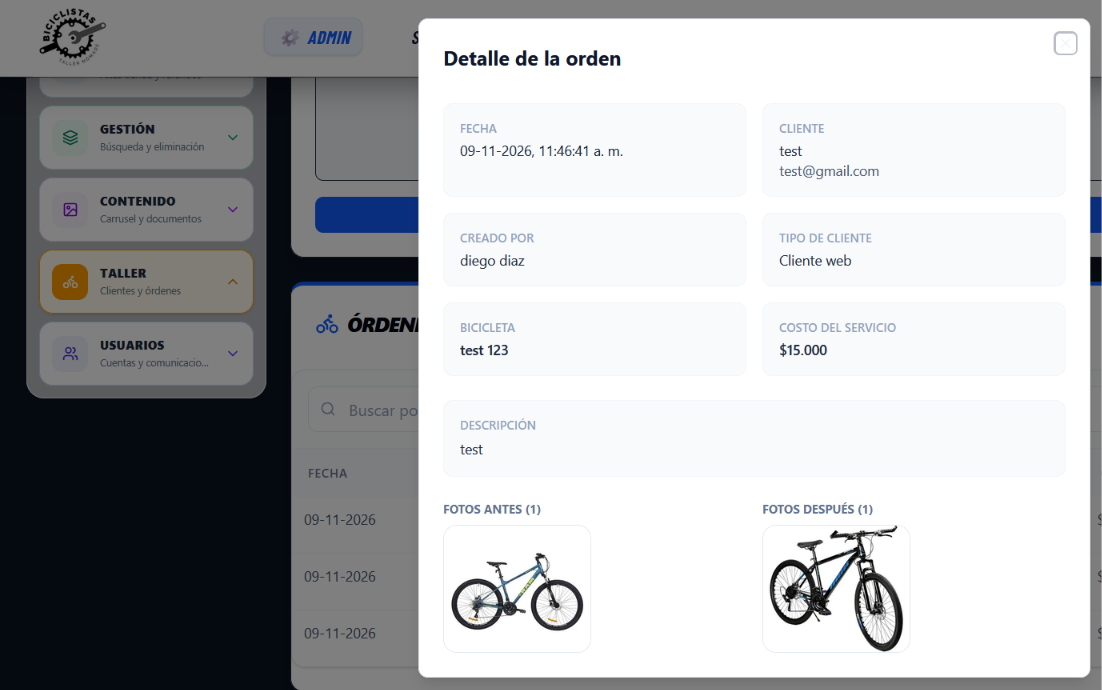 BICICLISTAS
TALLER NOMADE
ADMIN
GESTIÓN
Búsqueda y eliminación
CONTENIDO
Carrusel y documentos
TALLER
Clientes y órdenes
USUARIOS
Cuentas y comunicacio...
Buscar po
FECHA
09-11-2026
09-11-2026
09-11-2026
Detalle de la orden
FECHA
09-11-2026, 11:46:41 a. m.
CLIENTE
test
test@gmail.com
CREADO POR
diego diaz
TIPO DE CLIENTE
Cliente web
BICICLETA
test 123
COSTO DEL SERVICIO
$15.000
DESCRIPCIÓN
test
FOTOS ANTES (1)
FOTOS DESPUÉS (1)